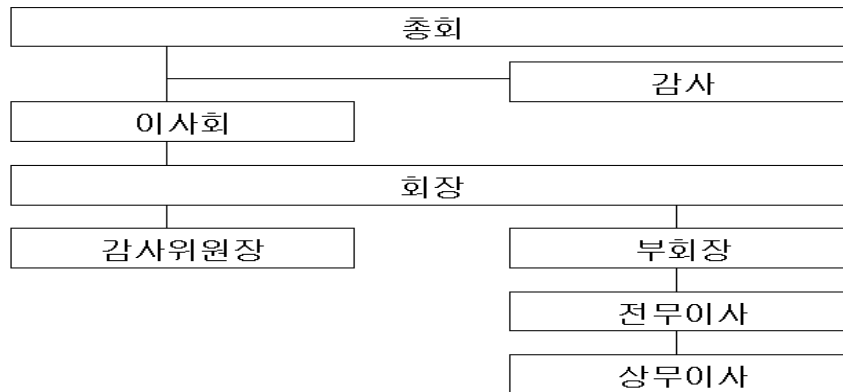 총회
감사
이사회
회장
감사위원장
부회장
전무이사
상무이사